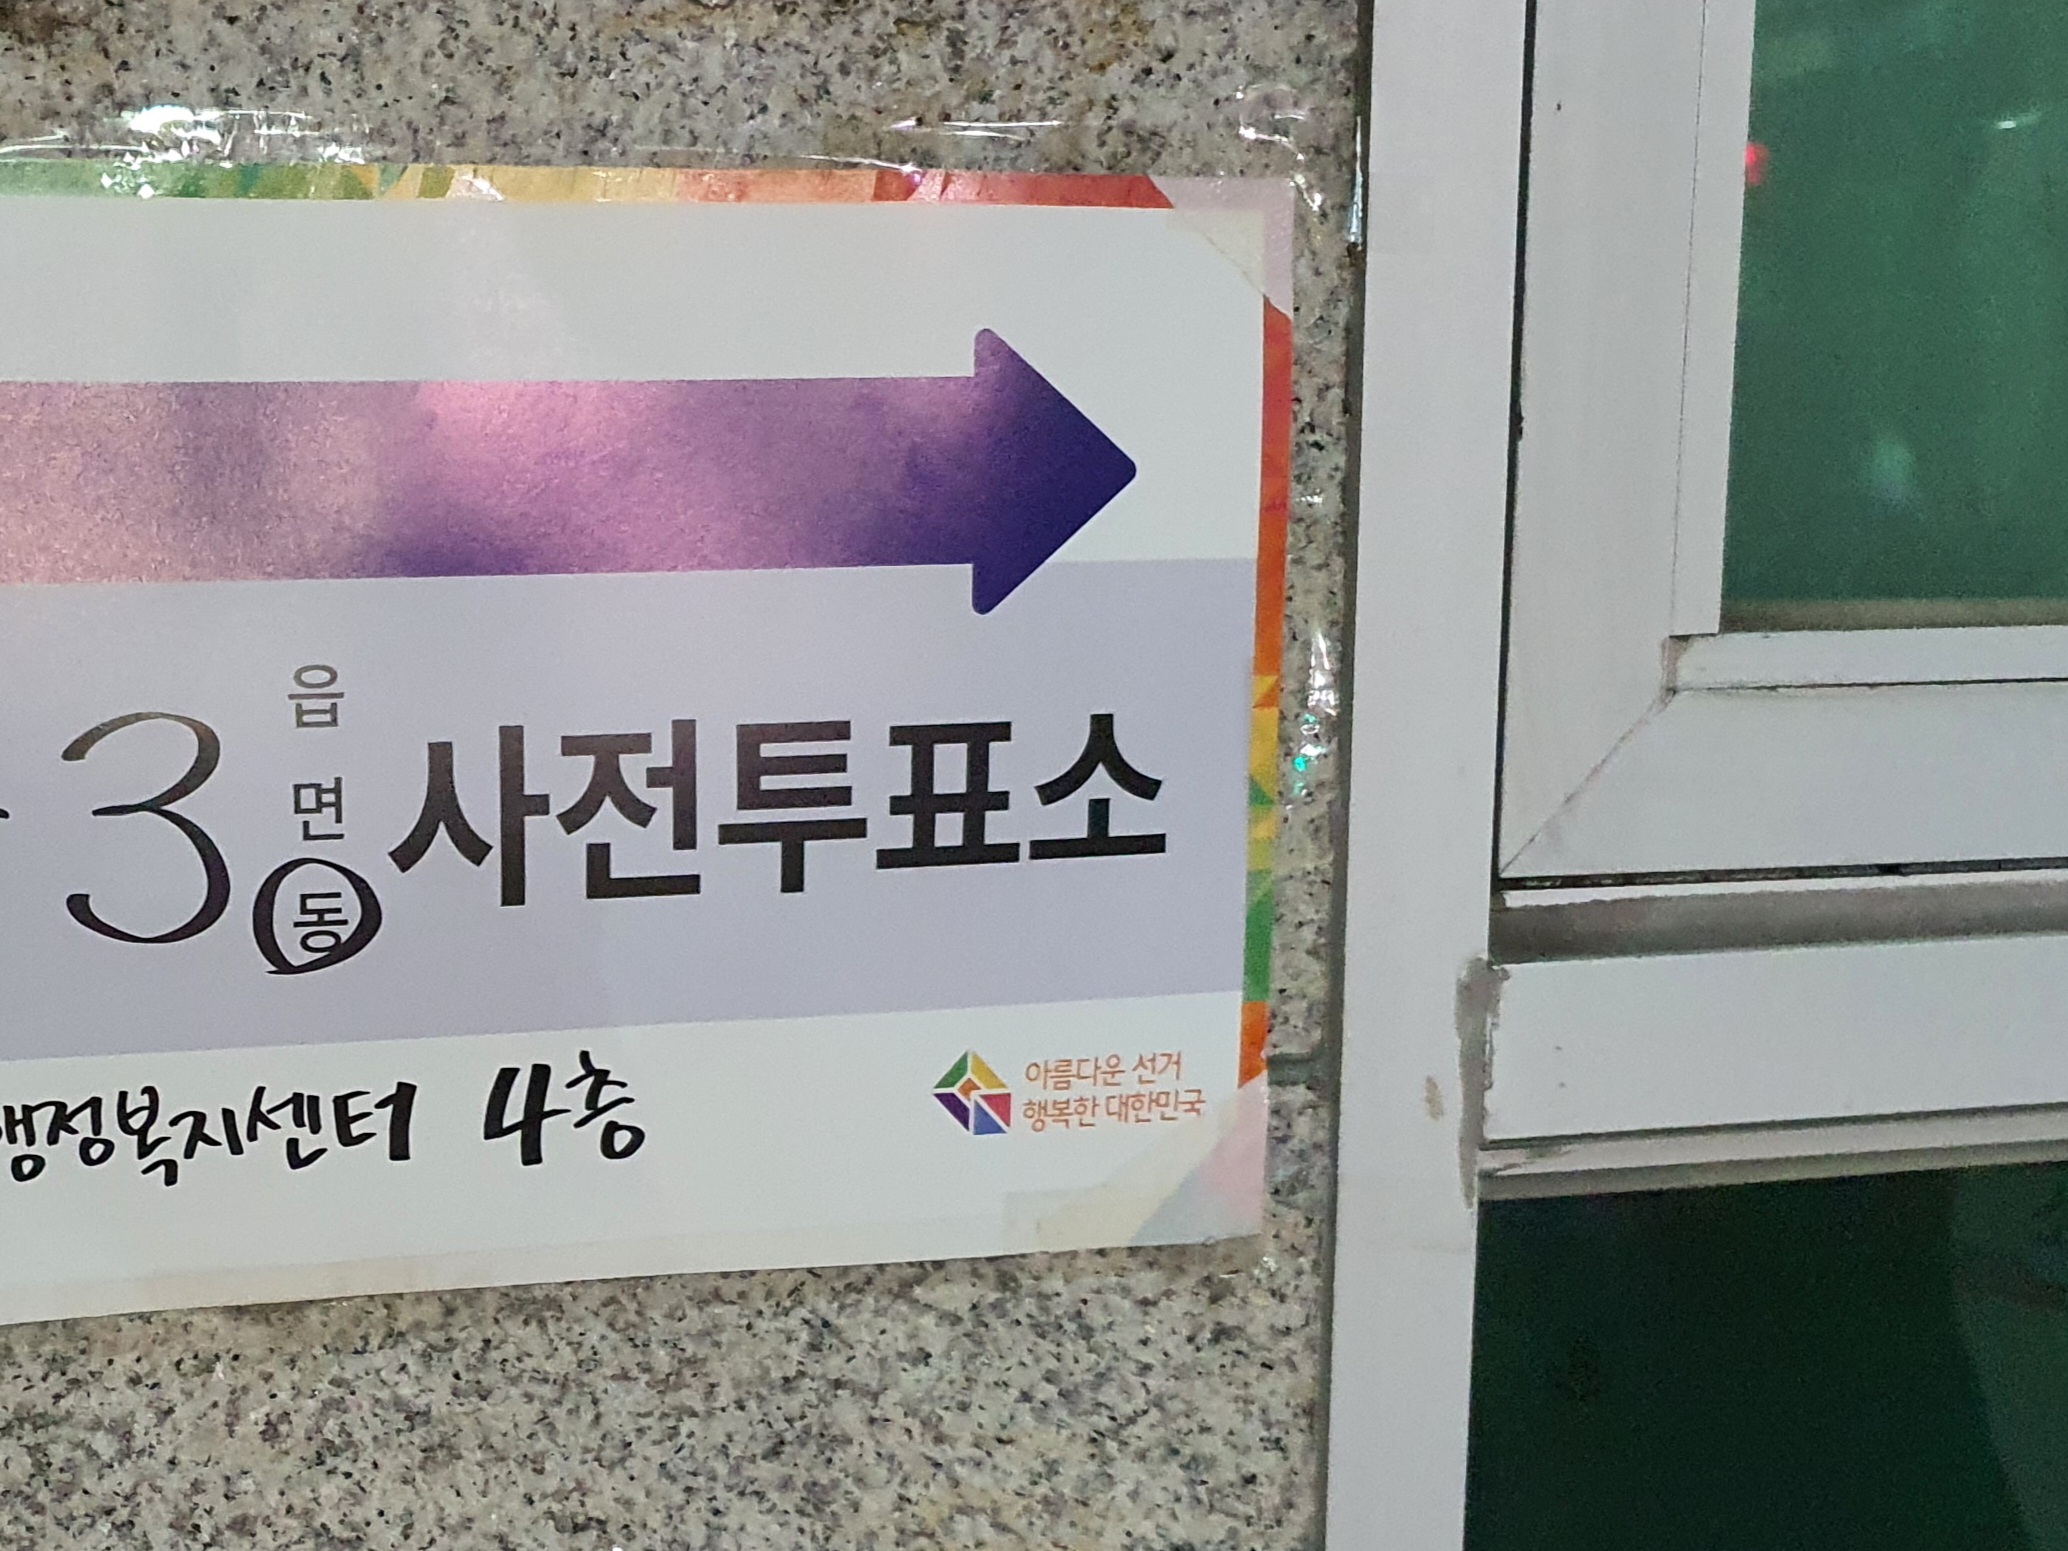 3 읍 면 동 사전투표소
행정복지센터 4층
아름다운 선거
행복한 대한민국